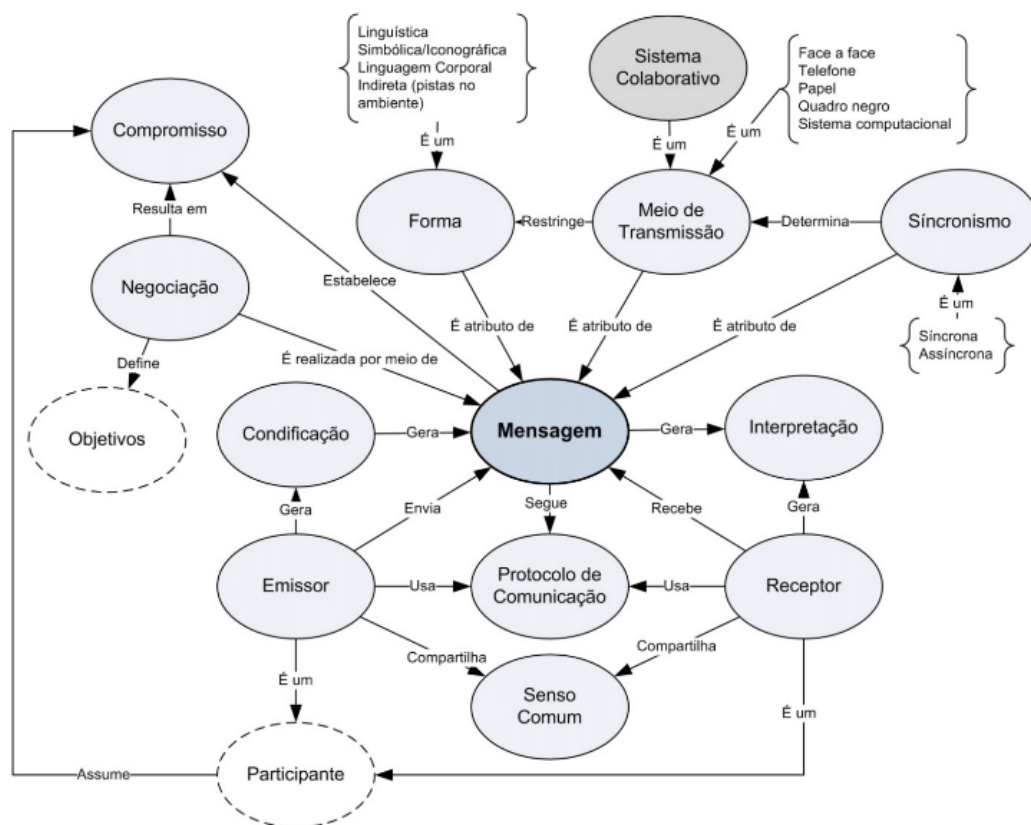 Linguística
Simbólica/Iconográfica
Linguagem Corporal
Indireta (pistas no
ambiente)
Sistema
Colaborativo
Face a face
Telefone
Papel
Quadro negro
Sistema computacional
Compromisso
É um
É um
É um
Resulta em
Forma
Restringe
Meio de
Transmissão
Determina
Síncronismo
Negociação
Estabelece
É um
É atributo de
É atributo de
É atributo de
Síncrona
Assíncrona
Define
É realizada por meio de
Objetivos
Condificação
Gera
Mensagem
Gera
Interpretação
Gera
Envia
Segue
Recebe
Gera
Emissor
Usa
Protocolo de
Comunicação
Usa
Receptor
Compartilha
Compartilha
É um
Senso
Comum
É um
Assume
Participante